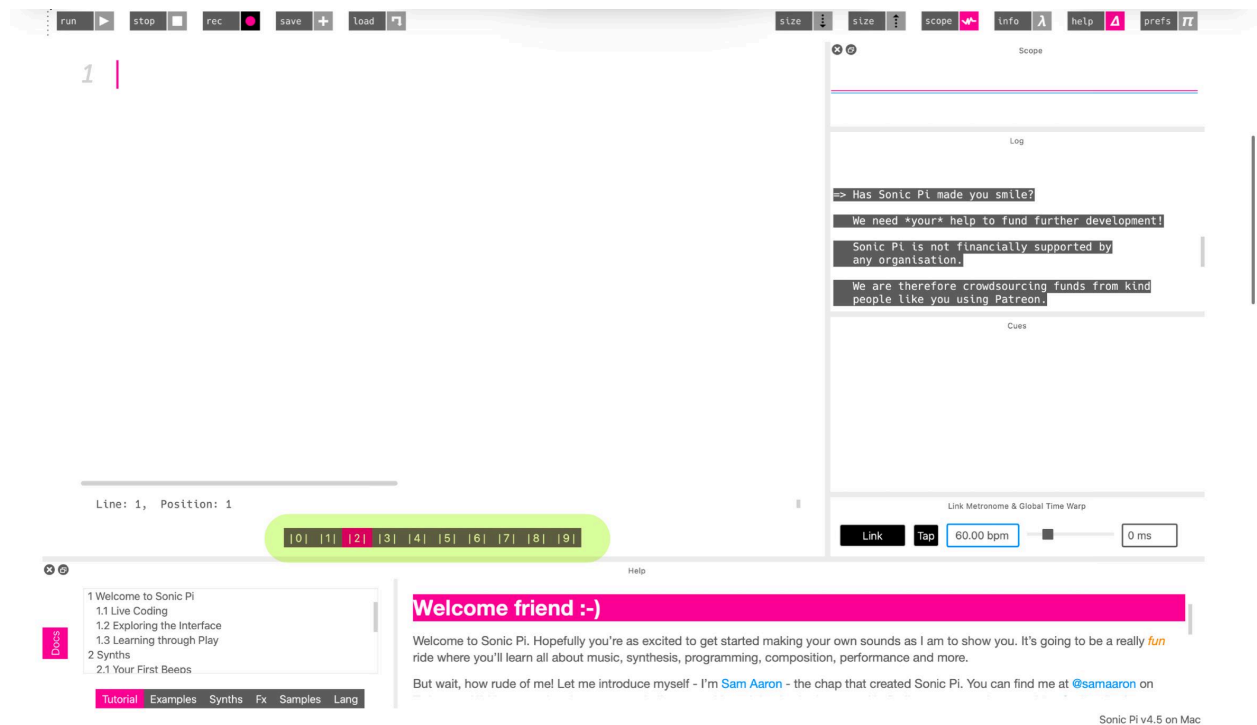 run stop rec save load size size scope info λ help prefs π
Scope
1
Log
=> Has Sonic Pi made you smile?
We need *your* help to fund further development!
Sonic Pi is not financially supported by
any organisation.
We are therefore crowdsourcing funds from kind
people like you using Patreon.
Cues
Line: 1, Position: 1
|0| |1| |2| |3| |4| |5| |6| |7| |8| |9|
Link Metronome & Global Time Warp
Link Tap 60.00 bpm 0 ms
Help
Docs
1 Welcome to Sonic Pi
1.1 Live Coding
1.2 Exploring the Interface
1.3 Learning through Play
2 Synths
2.1 Your First Beeps
Tutorial Examples Synths Fx Samples Lang
Welcome friend :-)
Welcome to Sonic Pi. Hopefully you're as excited to get started making your own sounds as I am to show you. It's going to be a really fun
ride where you'll learn all about music, synthesis, programming, composition, performance and more.
But wait, how rude of me! Let me introduce myself - I'm Sam Aaron - the chap that created Sonic Pi. You can find me at @samaaron on
Sonic Pi v4.5 on Mac